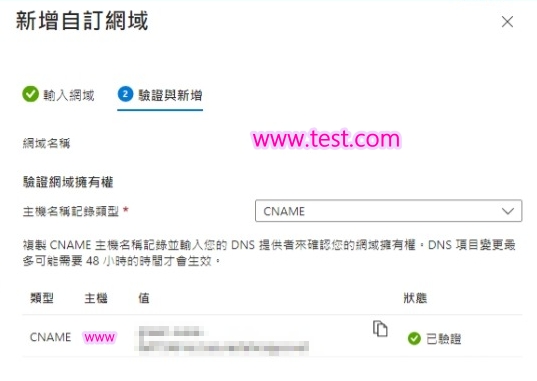 新增自訂網域
輸入網域 2 驗證與新增
網域名稱 www.test.com
驗證網域擁有權
主機名稱記錄類型 * CNAME
複製 CNAME 主機名稱記錄並輸入您的 DNS 提供者來確認您的網域擁有權。DNS 項目變更最
多可能需要 48 小時的時間才會生效。
類型 主機 值 狀態
CNAME www 已驗證